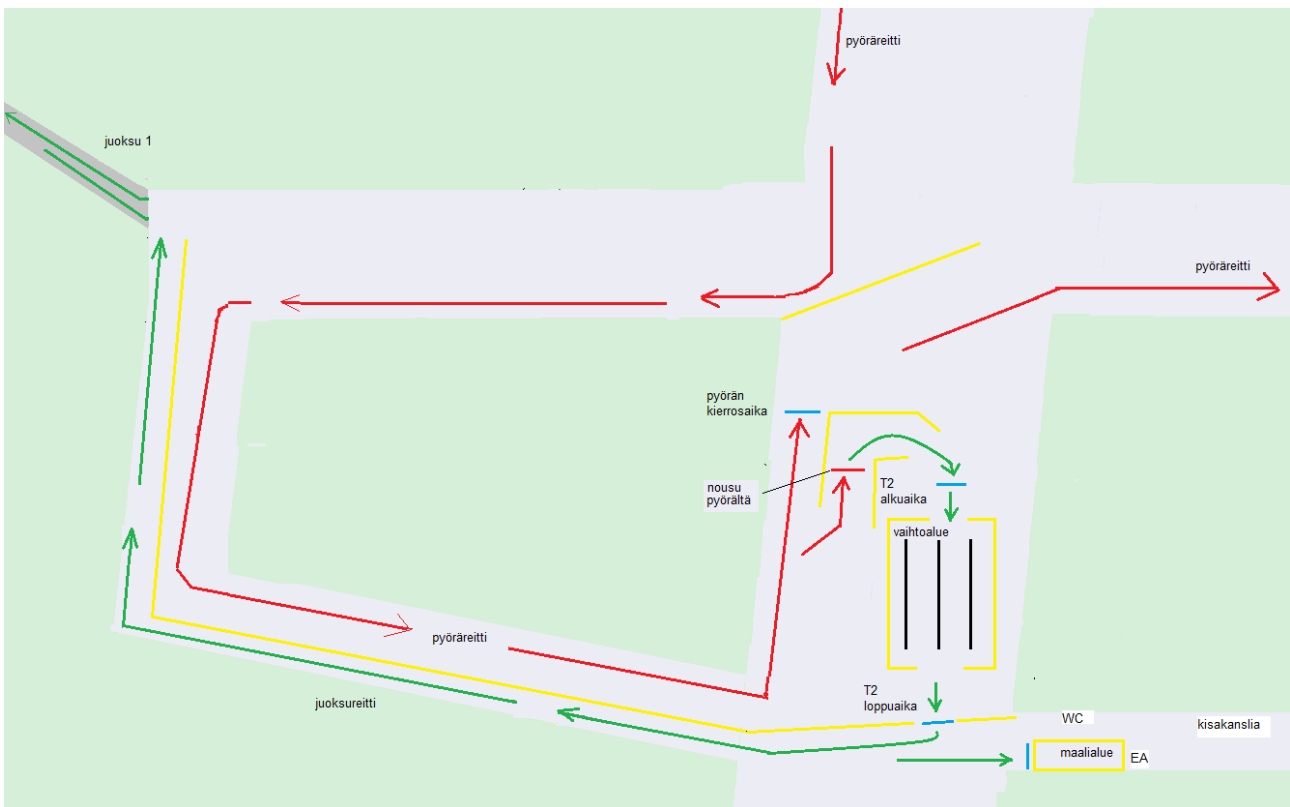 pyöräreitti
juoksu 1
pyöräreitti
pyörän
kierrosaika
nousu
pyörältä
T2
alkuaika
vaihtoalue
pyöräreitti
juoksureitti
T2
loppuaika
WC
kisakanslia
maalialue
EA